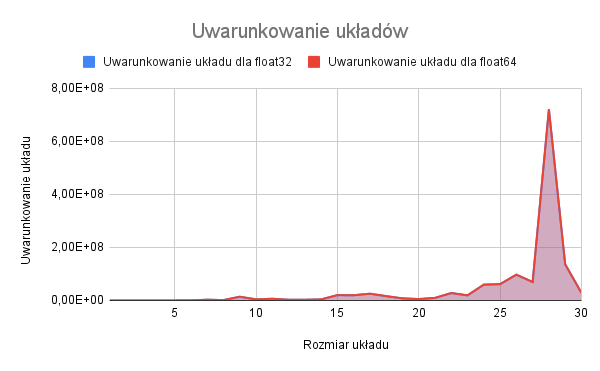 Uwarunkowanie układów
Uwarunkowanie układu dla float32 Uwarunkowanie układu dla float64
8,00E+08
6,00E+08
4,00E+08
2,00E+08
0,00E+00
Uwarunkowanie układu
5 10 15 20 25 30
Rozmiar układu